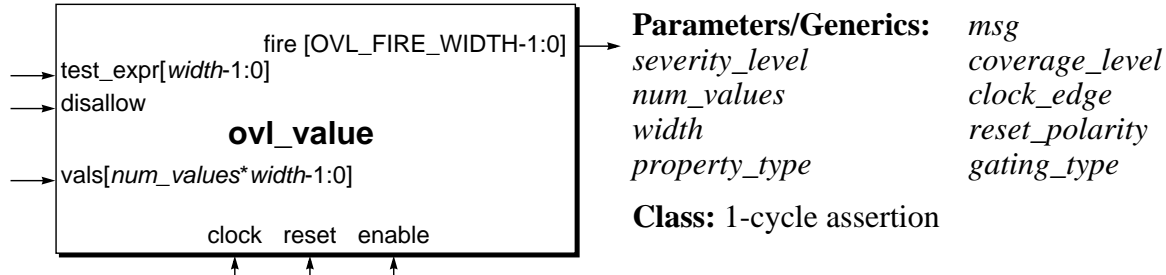 fire [OVL_FIRE_WIDTH-1:0]
test_expr[width-1:0]
disallow
ovl_value
vals[num_values*width-1:0]
clock reset enable
Parameters/Generics: msg
severity_level coverage_level
num_values clock_edge
width reset_polarity
property_type gating_type
Class: 1-cycle assertion